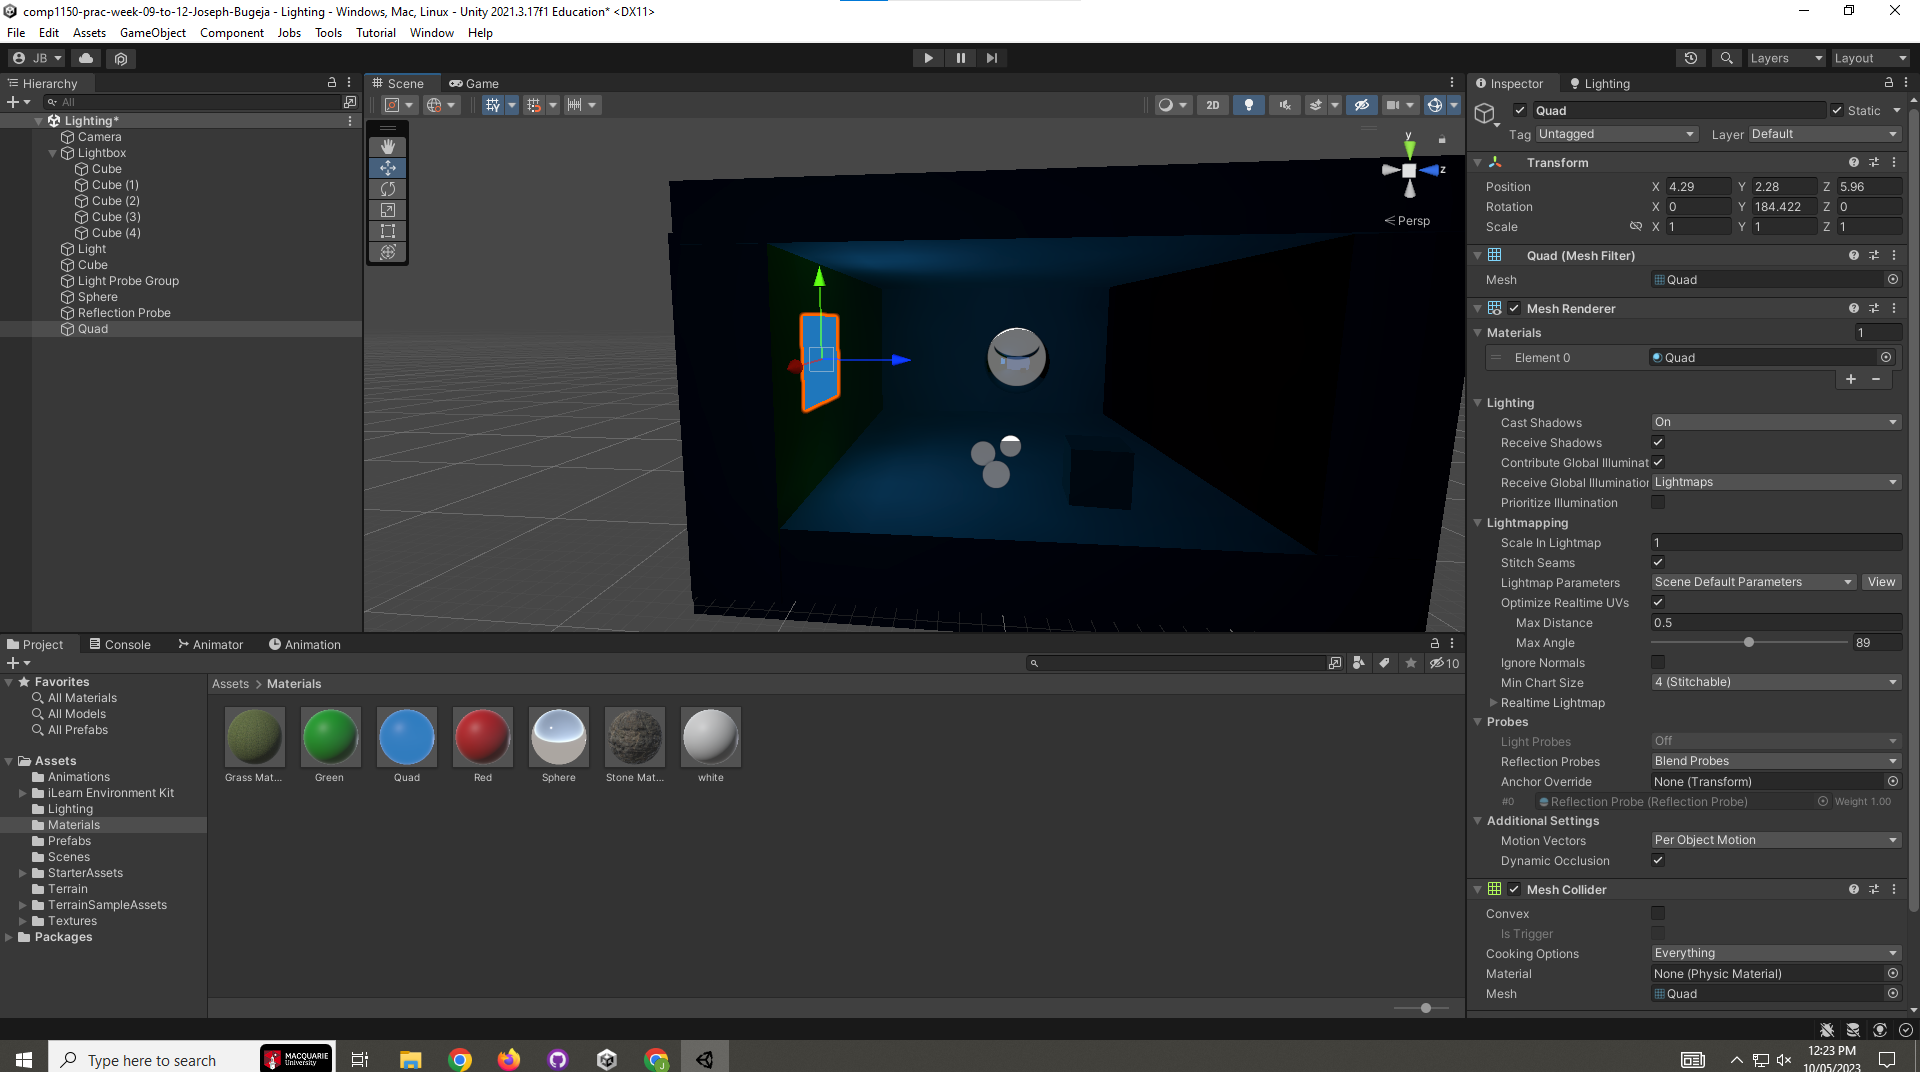 comp1150-prac-week-09-to-12-Joseph-Bugeja - Lighting - Windows, Mac, Linux - Unity 2021.3.17f1 Education* <DX11>
File Edit Assets GameObject Component Jobs Tools Tutorial Window Help
JB Layers Layout
Hierarchy
All
Lighting*
Camera
Lightbox
Cube
Cube (1)
Cube (2)
Cube (3)
Cube (4)
Light
Cube
Light Probe Group
Sphere
Reflection Probe
Quad
Scene Game
2D
y
z
Persp
Inspector Lighting
Quad Static
Tag Untagged Layer Default
Transform
Position X 4.29 Y 2.28 Z 5.96
Rotation X 0 Y 184.422 Z 0
Scale X 1 Y 1 Z 1
Quad (Mesh Filter)
Mesh Quad
Mesh Renderer
Materials 1
Element 0 Quad
Lighting
Cast Shadows On
Receive Shadows
Contribute Global Illuminat
Receive Global Illumination Lightmaps
Prioritize Illumination
Lightmapping
Scale In Lightmap 1
Stitch Seams
Lightmap Parameters Scene Default Parameters View
Optimize Realtime UVs
Max Distance 0.5
Max Angle 89
Ignore Normals
Min Chart Size 4 (Stitchable)
Realtime Lightmap
Probes
Light Probes Off
Reflection Probes Blend Probes
Anchor Override None (Transform)
#0 Reflection Probe (Reflection Probe) Weight 1.00
Additional Settings
Motion Vectors Per Object Motion
Dynamic Occlusion
Mesh Collider
Convex
Is Trigger
Cooking Options Everything
Material None (Physic Material)
Mesh Quad
Project Console Animator Animation
10
Favorites
All Materials
All Models
All Prefabs
Assets
Animations
iLearn Environment Kit
Lighting
Materials
Prefabs
Scenes
StarterAssets
Terrain
TerrainSampleAssets
Textures
Packages
Assets > Materials
Grass Mat... Green Quad Red Sphere Stone Mat... white
Type here to search
MACQUARIE
University
12:23 PM
10/05/2023